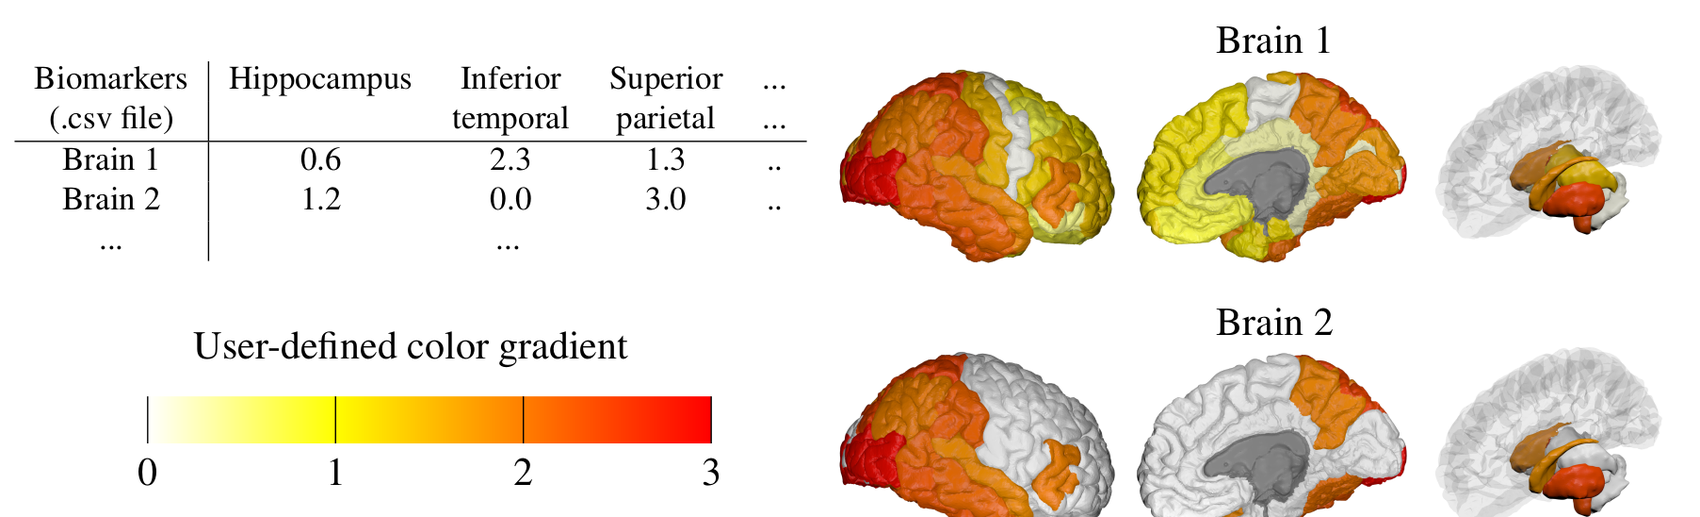 Brain 1
Biomarkers Hippocampus Inferior Superior ...
(.csv file) temporal parietal ...
Brain 1 0.6 2.3 1.3 ..
Brain 2 1.2 0.0 3.0 ..
... ...
Brain 2
User-defined color gradient
0 1 2 3